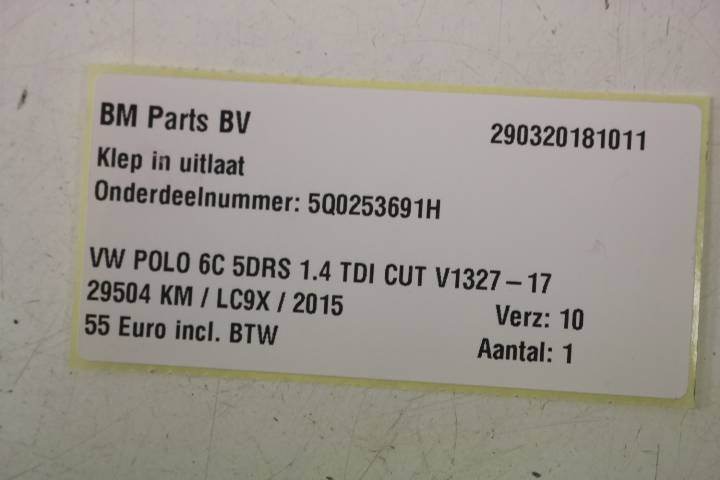 BM Parts BV 290320181011
Klep in uitlaat
Onderdeelnummer: 5Q0253691H
VW POLO 6C 5DRS 1.4 TDI CUT V1327 – 17
29504 KM / LC9X / 2015 Verz: 10
55 Euro incl. BTW Aantal: 1